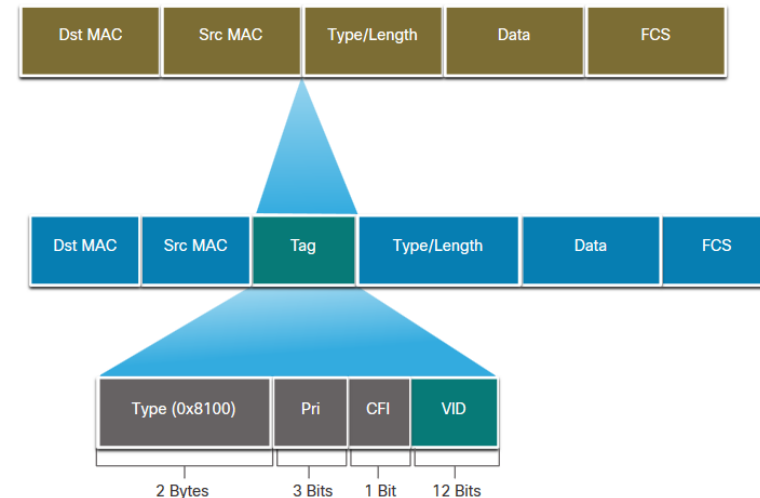 Dst MAC Src MAC Type/Length Data FCS
Dst MAC Src MAC Tag Type/Length Data FCS
Type (0x8100) Pri CFI VID
2 Bytes 3 Bits 1 Bit 12 Bits